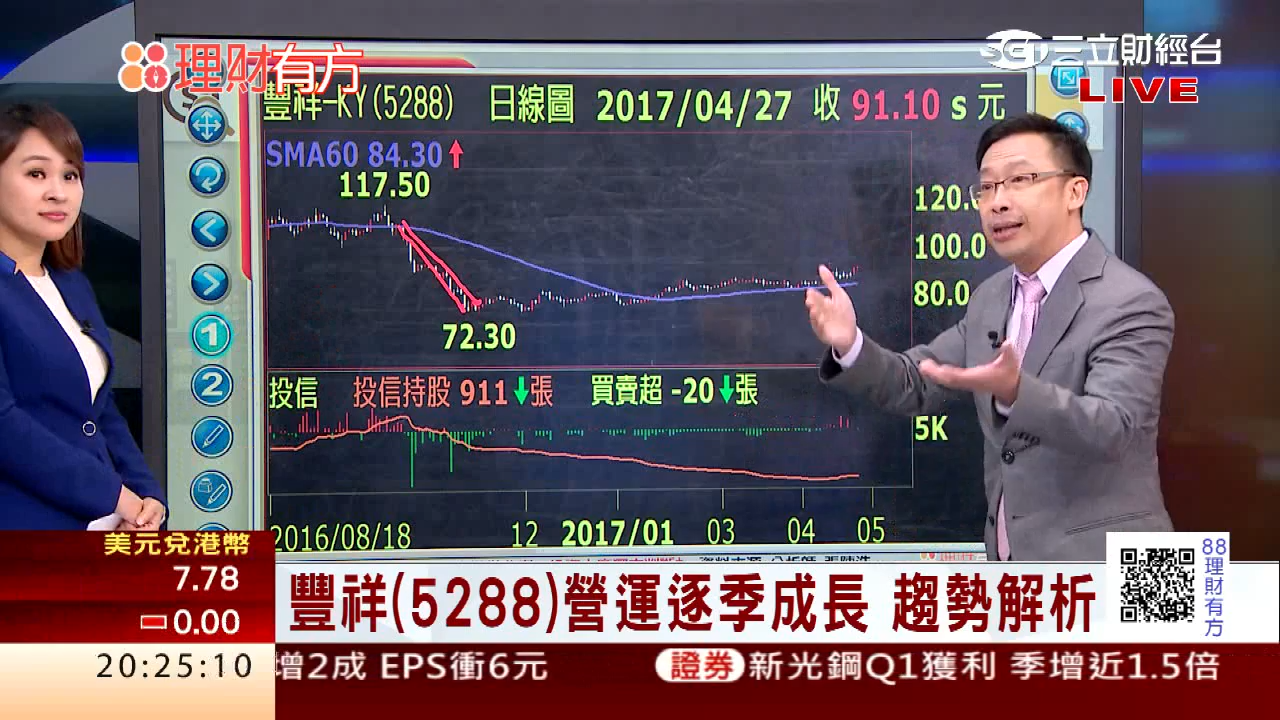 理財有方
三立財經台
LIVE
豐祥-KY(5288) 日線圖 2017/04/27 收 91.10 s 元
SMA60 84.30
117.50
120.
100.0
80.0
72.30
投信 投信持股 911 張 買賣超 -20 張
5K
2016/08/18 12 2017/01 03 04 05
美元兌港幣
7.78
0.00
豐祥(5288)營運逐季成長 趨勢解析
88理財有方
20:25:10
增2成 EPS衝6元 證券 新光鋼Q1獲利 季增近1.5倍
1
2